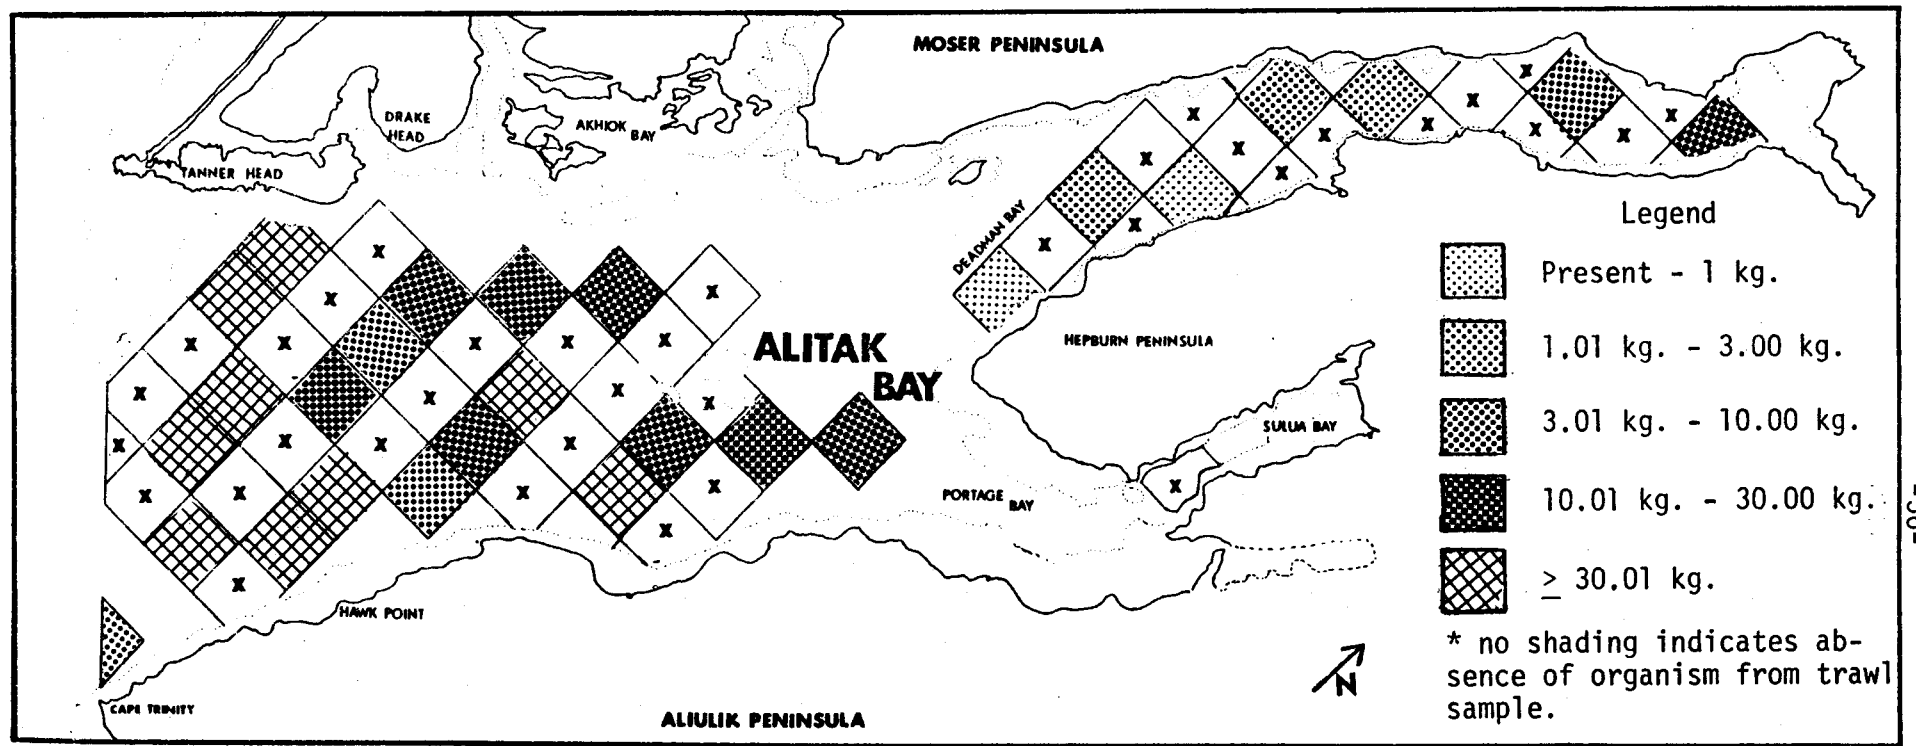 MOSER PENINSULA
DRAKE
HEAD
AKHIOK BAY
TANNER HEAD
DEADMAN BAY
Legend
Present - 1 kg.
1.01 kg. - 3.00 kg.
3.01 kg. - 10.00 kg.
10.01 kg. - 30.00 kg.
≥ 30.01 kg.
* no shading indicates ab-
sence of organism from trawl
sample.
ALITAK
BAY
HEPBURN PENINSULA
SULUA BAY
PORTAGE BAY
HAWK POINT
CAPE TRINITY
ALIULIK PENINSULA
N